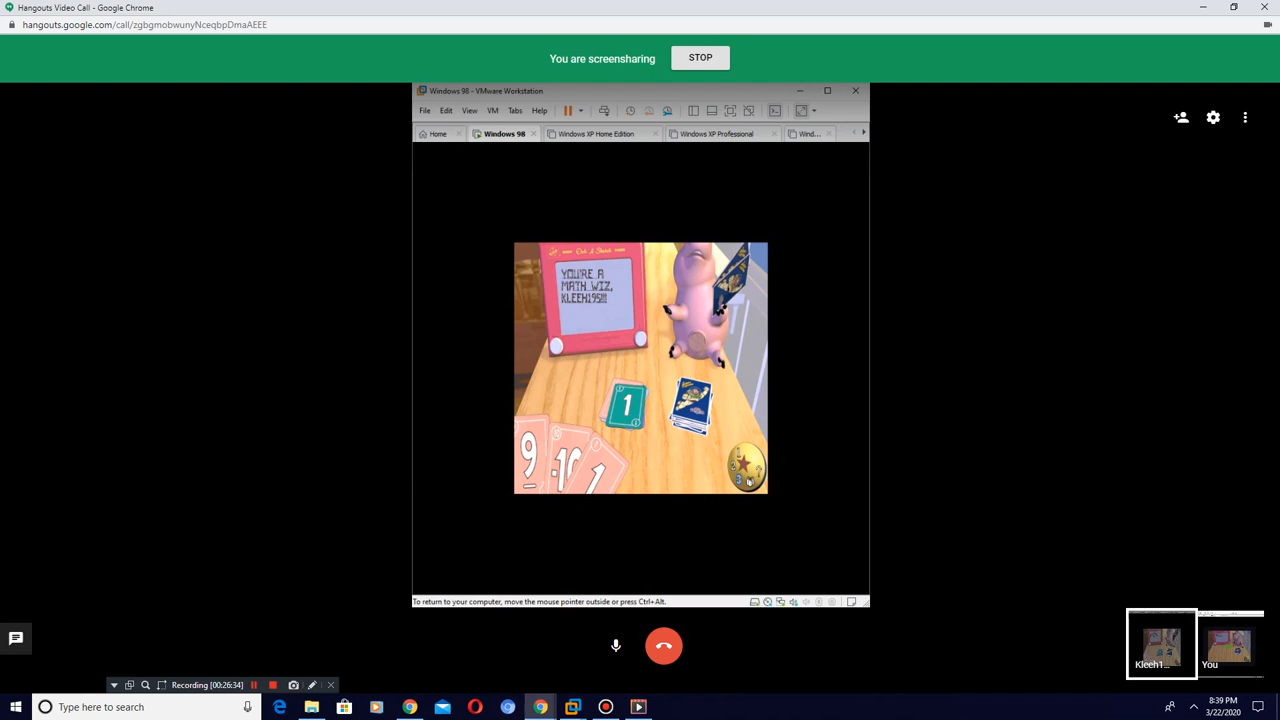 Hangouts Video Call - Google Chrome
hangouts.google.com/call/zgbgmobwunyNceqbpDmaAEEE
You are screensharing
STOP
Windows 98 - VMware Workstation
File Edit View VM Tabs Help
Home
Windows 98
Windows XP Home Edition
Windows XP Professional
Wind...
YOU'RE A
MATH WIZ,
KLEEH195!!!
1
9
10
1
To return to your computer, move the mouse pointer outside or press Ctrl+Alt.
Kleeh1...
You
Recording [00:26:34]
Type here to search
8:39 PM
3/22/2020